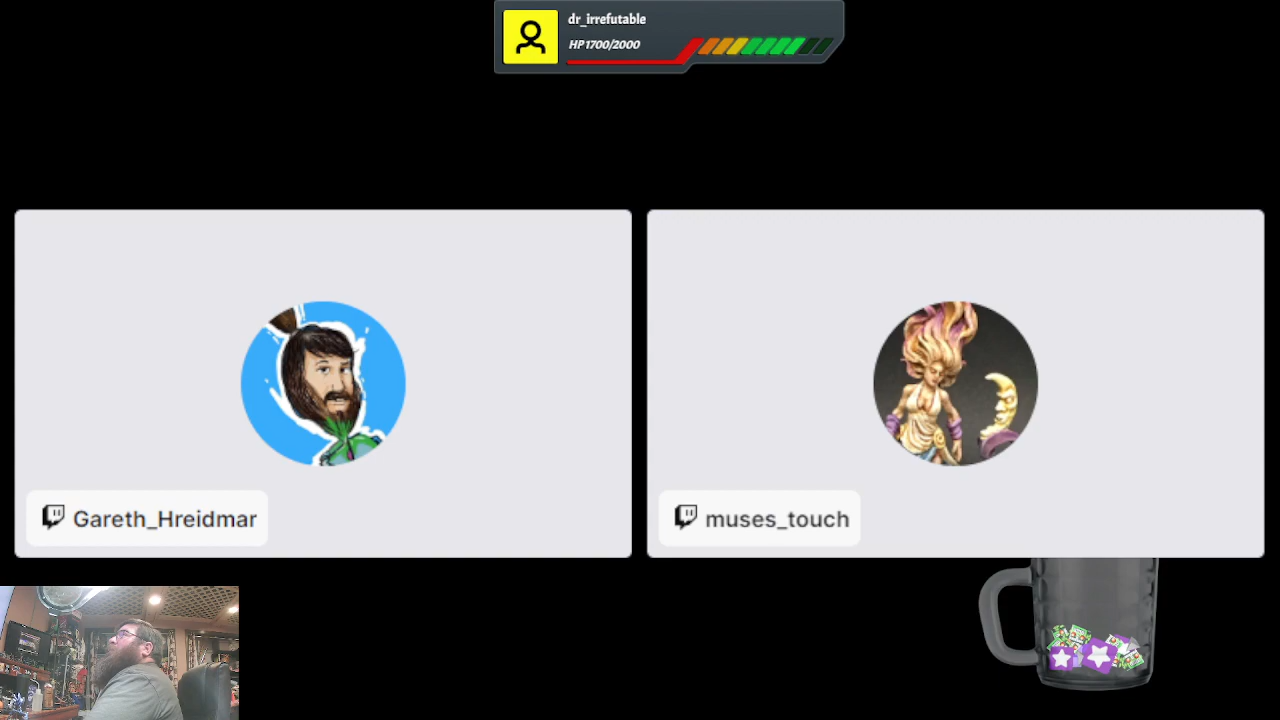 dr_irrefutable
HP 1700/2000
Gareth_Hreidmar
muses_touch